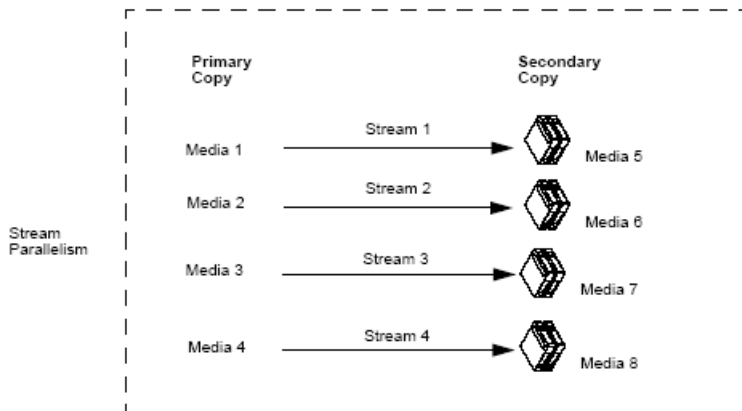 Primary
Copy
Secondary
Copy
Stream 1
Media 1
Media 5
Stream 2
Media 2
Media 6
Stream
Parallelism
Stream 3
Media 3
Media 7
Stream 4
Media 4
Media 8